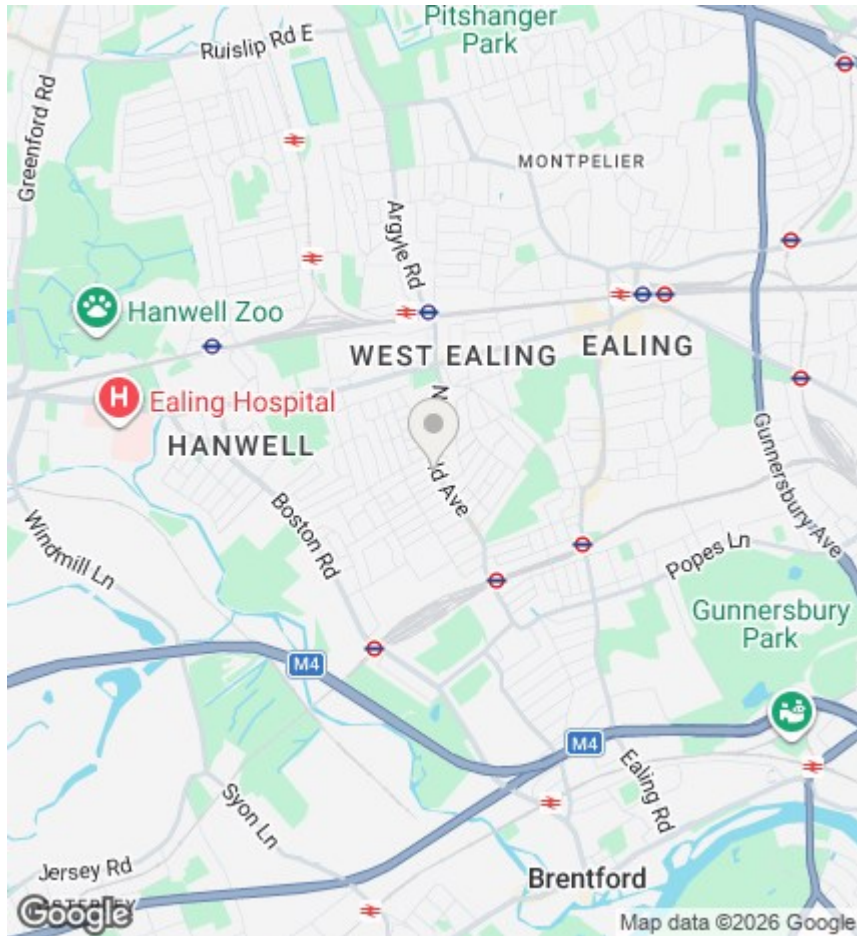 Pitshanger
Park
Ruislip Rd E
Greenford Rd
MONTPELIER
Argyle Rd
Hanwell Zoo
WEST EALING
EALING
H
Ealing Hospital
HANWELL
N
ld Ave
Gunnersbury Ave
Boston Rd
Windmill Ln
Popes Ln
Gunnersbury
Park
M4
M4
Ealing Rd
Syon Ln
Jersey Rd
Brentford
Google
Map data ©2026 Google